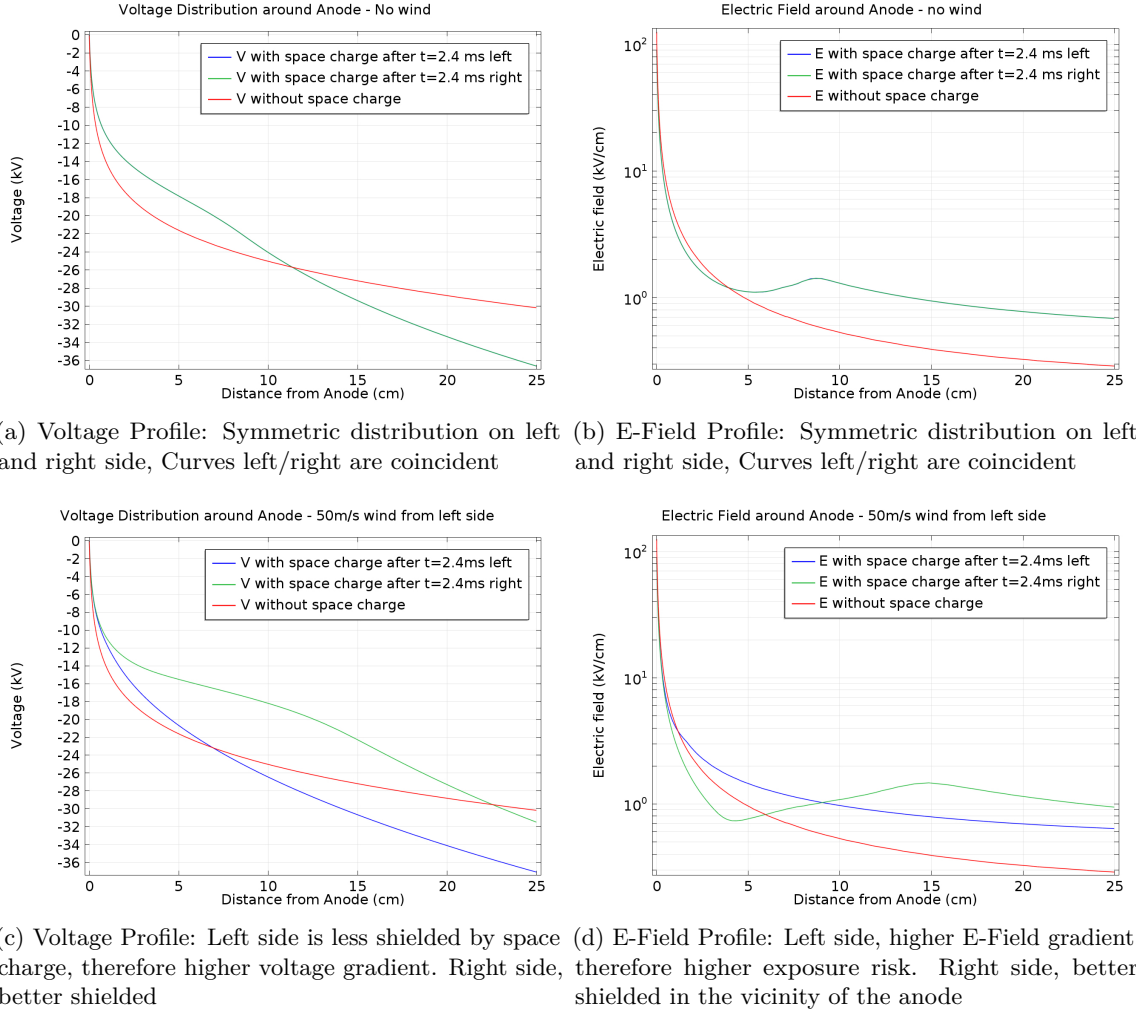 Voltage Distribution around Anode - No wind
0
-2
-4
-6
-8
-10
-12
-14
-16
-18
-20
-22
-24
-26
-28
-30
-32
-34
-36
Voltage (kV)
V with space charge after t=2.4 ms left
V with space charge after t=2.4 ms right
V without space charge
0 5 10 15 20 25
Distance from Anode (cm)
Electric Field around Anode - no wind
10²
10¹
10⁰
Electric field (kV/cm)
E with space charge after t=2.4 ms left
E with space charge after t=2.4 ms right
E without space charge
0 5 10 15 20 25
Distance from Anode (cm)
(a) Voltage Profile: Symmetric distribution on left
and right side, Curves left/right are coincident
(b) E-Field Profile: Symmetric distribution on left
and right side, Curves left/right are coincident
Voltage Distribution around Anode - 50m/s wind from left side
0
-2
-4
-6
-8
-10
-12
-14
-16
-18
-20
-22
-24
-26
-28
-30
-32
-34
-36
Voltage (kV)
V with space charge after t=2.4ms left
V with space charge after t=2.4ms right
V without space charge
0 5 10 15 20 25
Distance from Anode (cm)
Electric Field around Anode - 50m/s wind from left side
10²
10¹
10⁰
Electric field (kV/cm)
E with space charge after t=2.4ms left
E with space charge after t=2.4ms right
E without space charge
0 5 10 15 20 25
Distance from Anode (cm)
(c) Voltage Profile: Left side is less shielded by space
charge, therefore higher voltage gradient. Right side,
better shielded
(d) E-Field Profile: Left side, higher E-Field gradient
therefore higher exposure risk. Right side, better
shielded in the vicinity of the anode